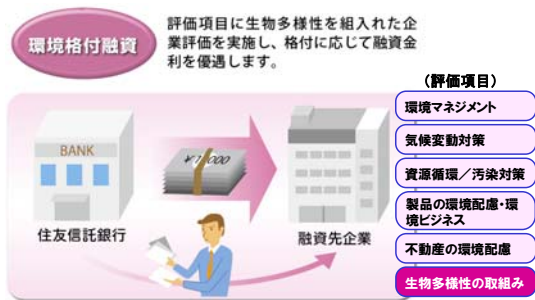 環境格付融資
評価項目に生物多様性を組入れた企
業評価を実施し、格付に応じて融資金
利を優遇します。
(評価項目)
環境マネジメント
気候変動対策
資源循環/汚染対策
製品の環境配慮・環
境ビジネス
不動産の環境配慮
生物多様性の取組み
BANK
住友信託銀行
融資先企業